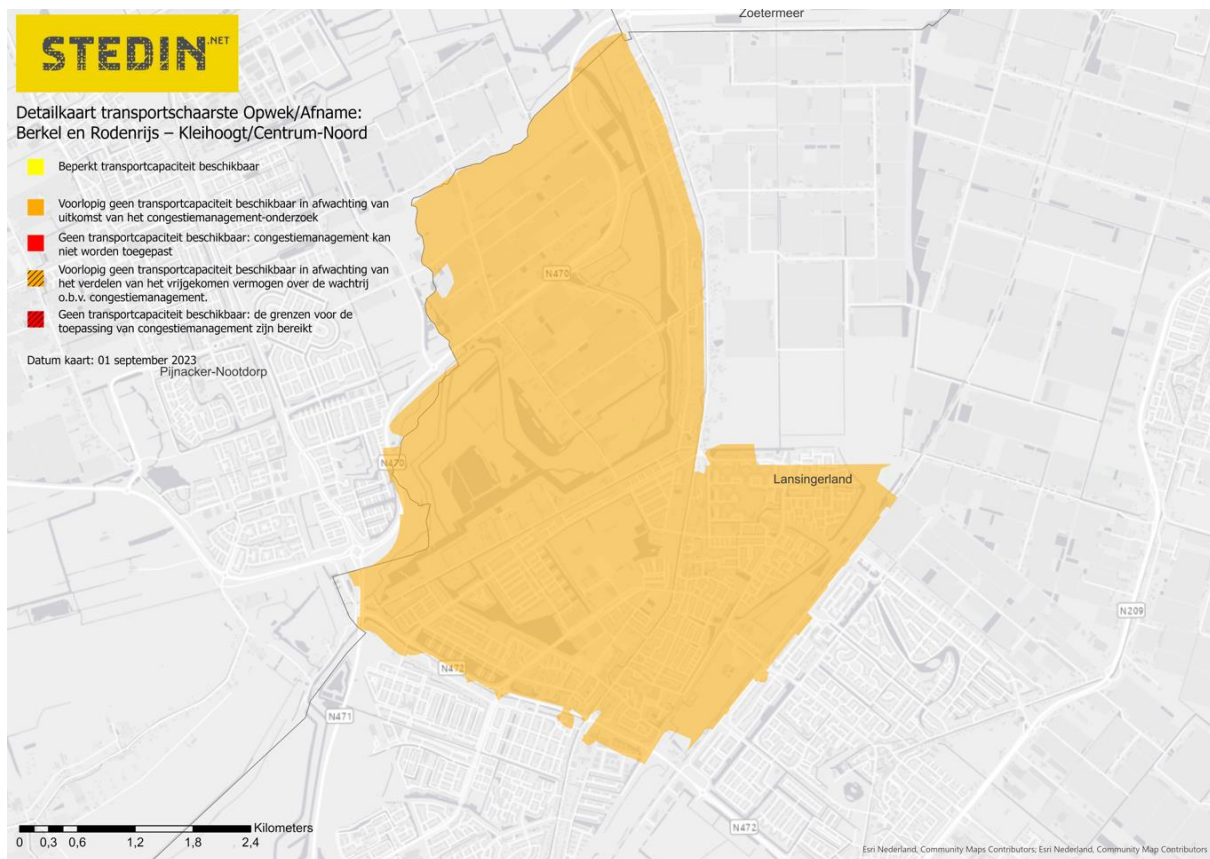 Zoetermeer
STEDIN.NET
Detailkaart transportschaarste Opwek/Afname:
Berkel en Rodenrijs – Kleihoogt/Centrum-Noord
Beperkt transportcapaciteit beschikbaar
Voorlopig geen transportcapaciteit beschikbaar in afwachting van
uitkomst van het congestiemanagement-onderzoek
Geen transportcapaciteit beschikbaar: congestiemanagement kan
niet worden toegepast
Voorlopig geen transportcapaciteit beschikbaar in afwachting van
het verdelen van het vrijgekomen vermogen over de wachtrij
o.b.v. congestiemanagement.
Geen transportcapaciteit beschikbaar: de grenzen voor de
toepassing van congestiemanagement zijn bereikt
Datum kaart: 01 september 2023
Pijnacker-Nootdorp
N470
N470
Lansingerland
N209
N472
N471
N472
Kilometers
0 0,3 0,6 1,2 1,8 2,4
Esri Nederland, Community Maps Contributors; Esri Nederland, Community Map Contributors